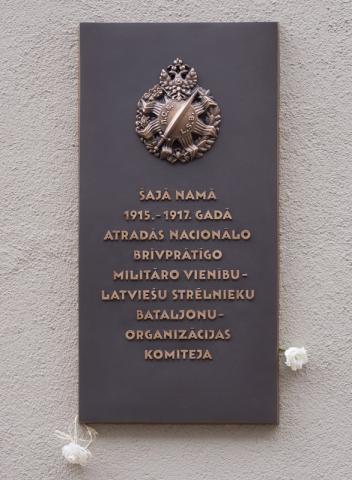 ŠAJĀ NAMĀ
1915.-1917. GADĀ
ATRADĀS NACIONĀLO
BRĪVPRĀTĪGO
MILITĀRO VIENĪBU-
LATVIEŠU STRĒLNIEKU
BATALJONU-
ORGANIZĀCIJAS
KOMITEJA